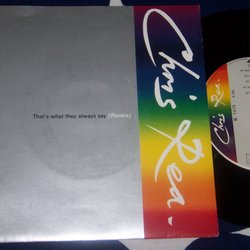 That's what they always say (Remix)
Chris Rea.
Chris Rea.